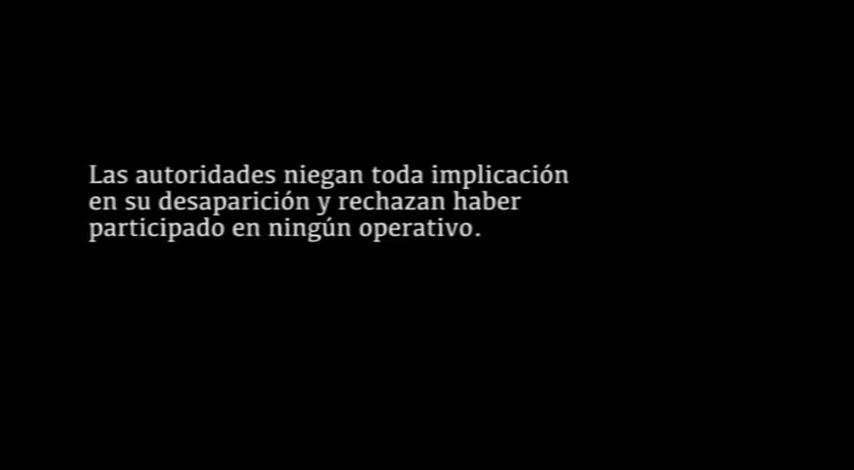 Las autoridades niegan toda implicación
en su desaparición y rechazan haber
participado en ningún operativo.